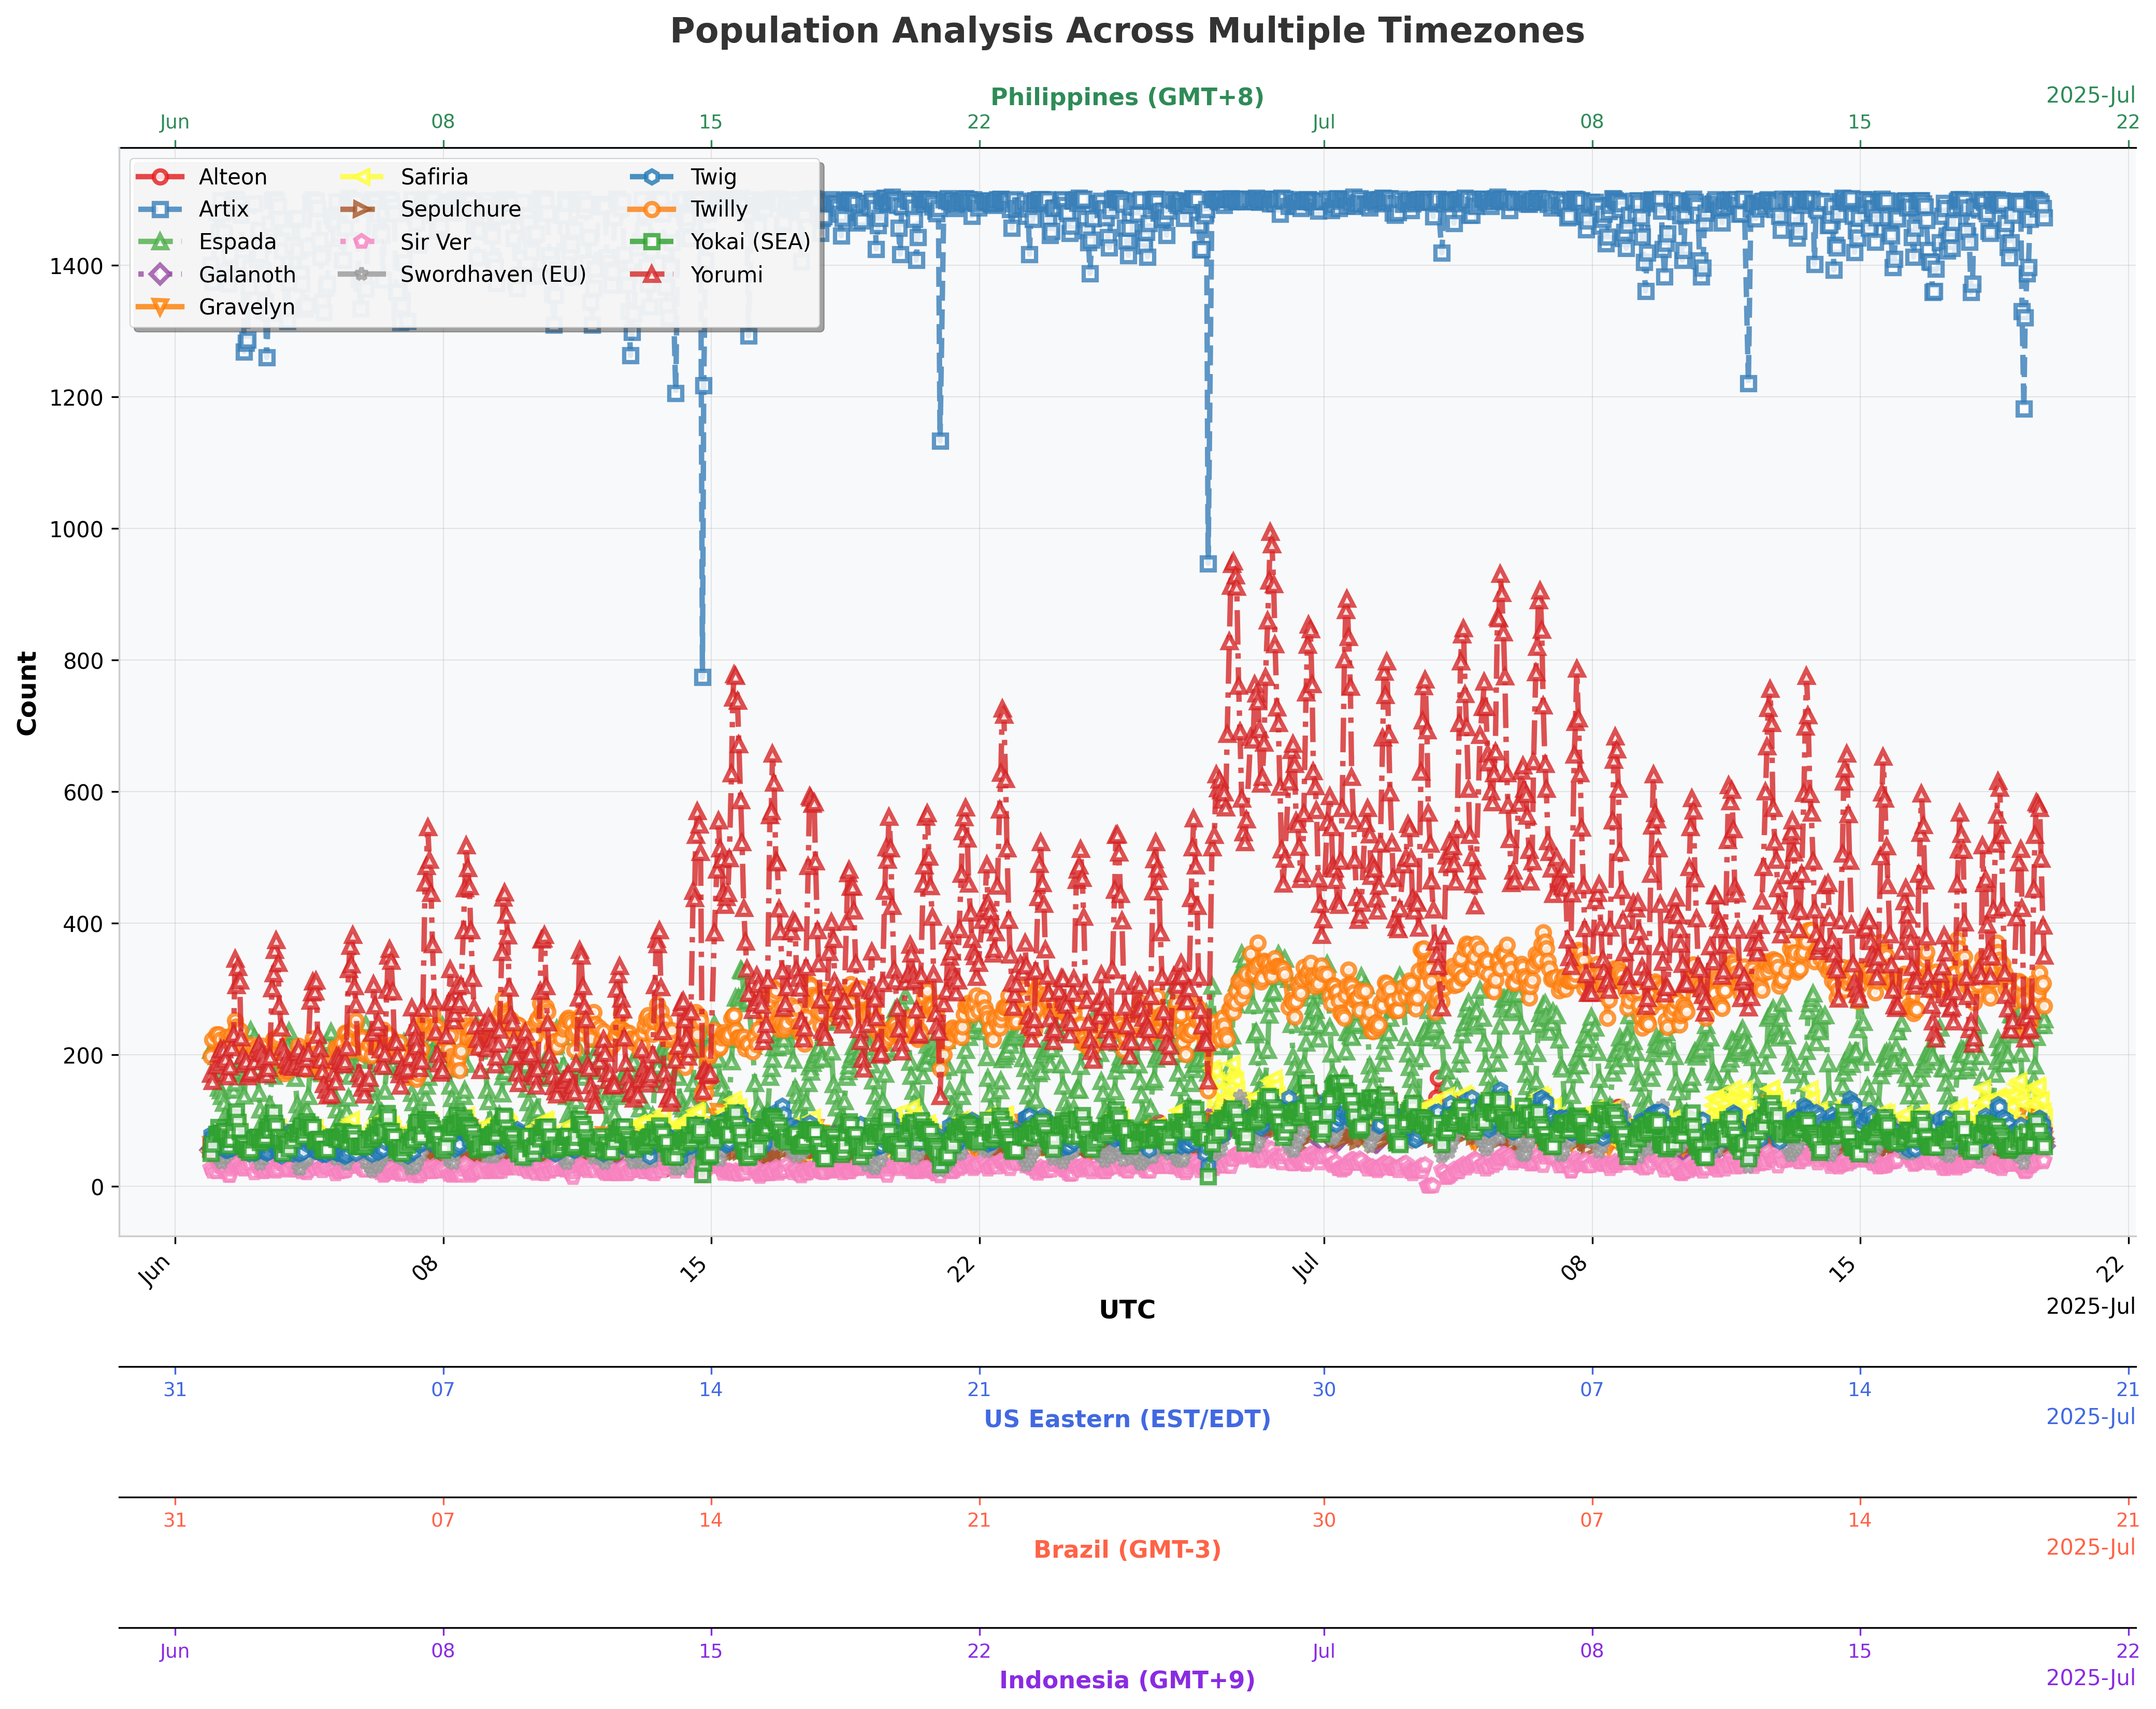 Population Analysis Across Multiple Timezones
Philippines (GMT+8)
2025-Jul
Jun 08 15 22 Jul 08 15 22
Alteon Safiria Twig
Artix Sepulchure Twilly
Espada Sir Ver Yokai (SEA)
Galanoth Swordhaven (EU) Yorumi
Gravelyn
Count
1400
1200
1000
800
600
400
200
0
Jun 08 15 22 Jul 08 15 22
UTC
2025-Jul
31 07 14 21 30 07 14 21
US Eastern (EST/EDT)
2025-Jul
31 07 14 21 30 07 14 21
Brazil (GMT-3)
2025-Jul
Jun 08 15 22 Jul 08 15 22
Indonesia (GMT+9)
2025-Jul